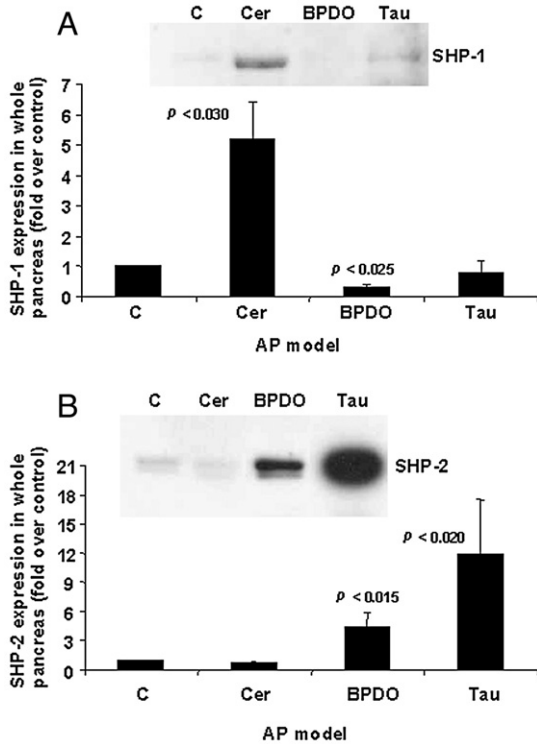 A
C Cer BPDO Tau
SHP-1
SHP-1 expression in whole
pancreas (fold over control)
7
6
5
4
3
2
1
0
p <0.030
p <0.025
C Cer BPDO Tau
AP model
B
C Cer BPDO Tau
SHP-2
SHP-2 expression in whole
pancreas (fold over control)
21
18
15
12
9
6
3
0
p <0.015
p <0.020
C Cer BPDO Tau
AP model